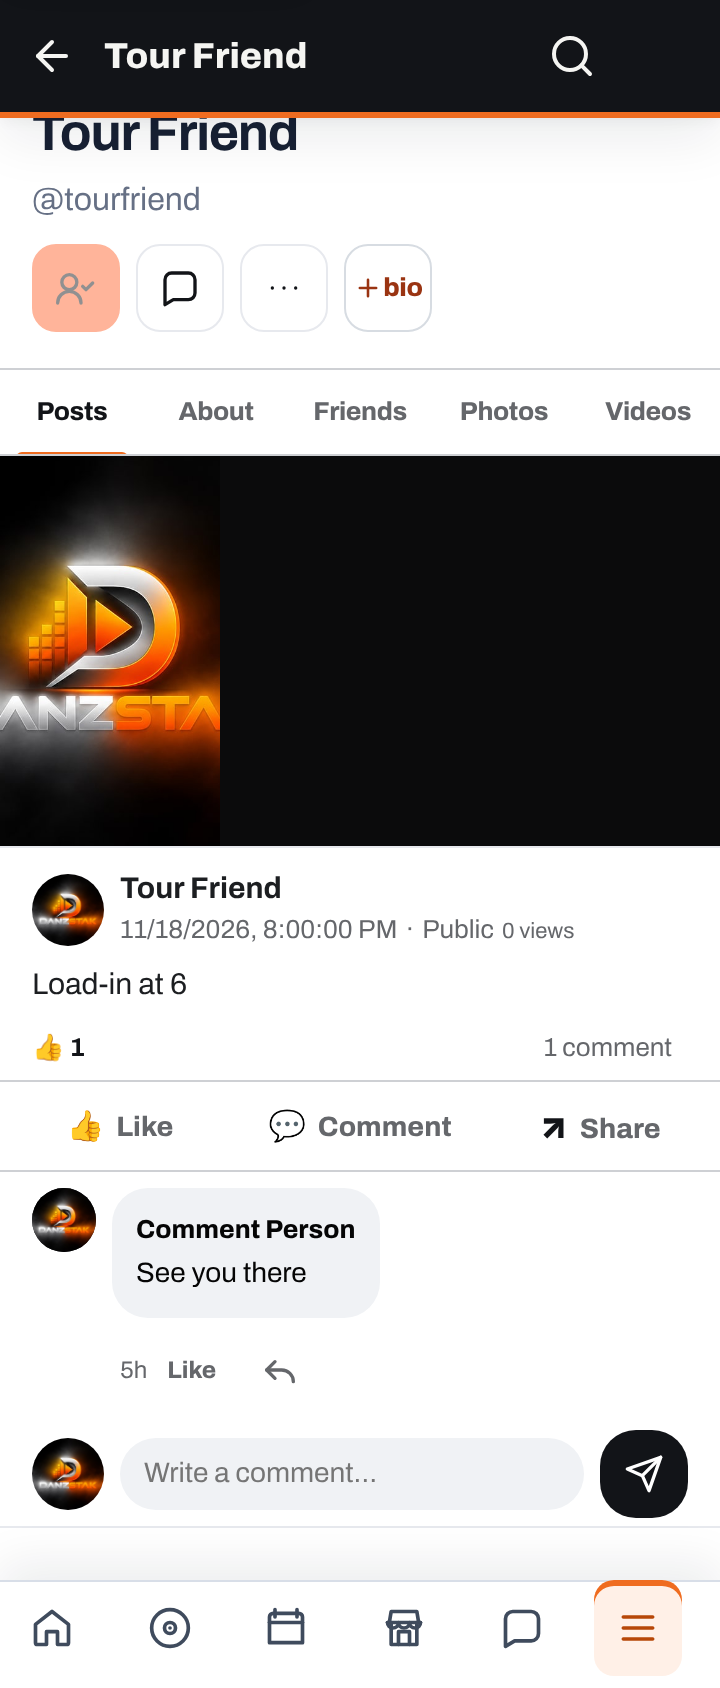 Tour Friend
Tour Friend
@tourfriend
+ bio
Posts About Friends Photos Videos
ANZSTA
Tour Friend
11/18/2026, 8:00:00 PM · Public 0 views
Load-in at 6
👍 1 1 comment
👍 Like 💬 Comment Share
Comment Person
See you there
5h Like
Write a comment...